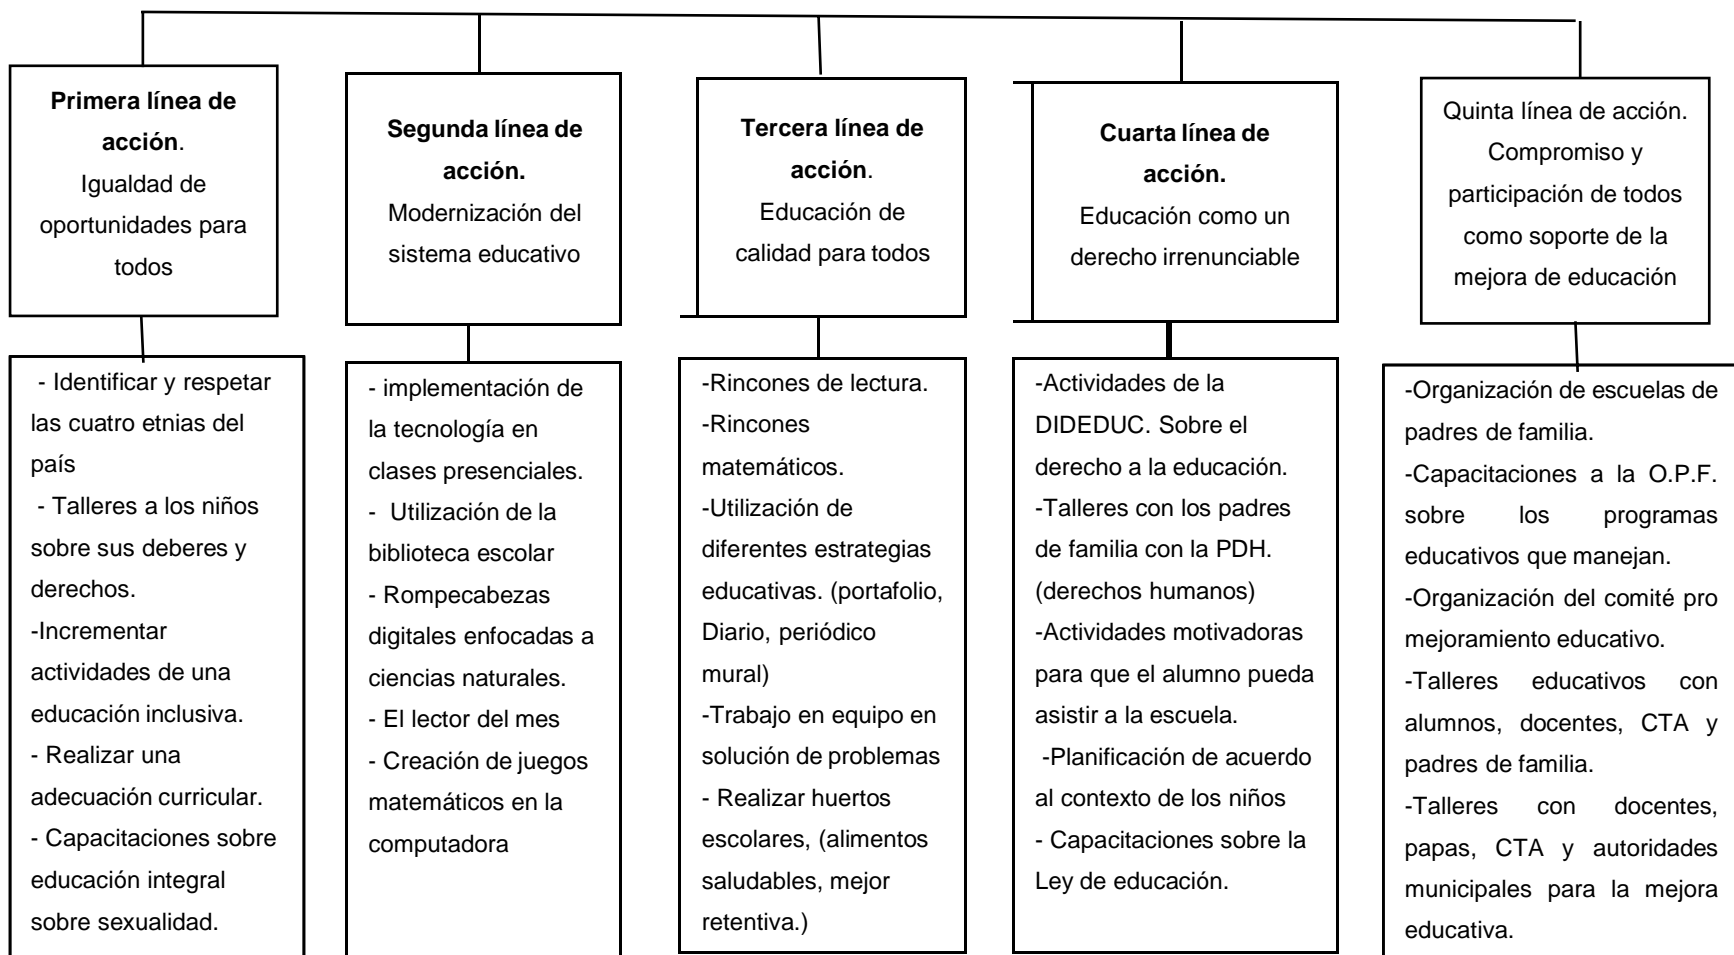 Primera línea de
acción.
Igualdad de
oportunidades para
todos
Segunda línea de
acción.
Modernización del
sistema educativo
Tercera línea de
acción.
Educación de
calidad para todos
Cuarta línea de
acción.
Educación como un
derecho irrenunciable
Quinta línea de acción.
Compromiso y
participación de todos
como soporte de la
mejora de educación
- Identificar y respetar
las cuatro etnias del
país
- Talleres a los niños
sobre sus deberes y
derechos.
-Incrementar
actividades de una
educación inclusiva.
- Realizar una
adecuación curricular.
- Capacitaciones sobre
educación integral
sobre sexualidad.
- implementación de
la tecnología en
clases presenciales.
- Utilización de la
biblioteca escolar
- Rompecabezas
digitales enfocadas a
ciencias naturales.
- El lector del mes
- Creación de juegos
matemáticos en la
computadora
-Rincones de lectura.
-Rincones
matemáticos.
-Utilización de
diferentes estrategias
educativas. (portafolio,
Diario, periódico
mural)
-Trabajo en equipo en
solución de problemas
- Realizar huertos
escolares, (alimentos
saludables, mejor
retentiva.)
-Actividades de la
DIDEDUC. Sobre el
derecho a la educación.
-Talleres con los padres
de familia con la PDH.
(derechos humanos)
-Actividades motivadoras
para que el alumno pueda
asistir a la escuela.
-Planificación de acuerdo
al contexto de los niños
- Capacitaciones sobre la
Ley de educación.
-Organización de escuelas de
padres de familia.
-Capacitaciones a la O.P.F.
sobre los programas
educativos que manejan.
-Organización del comité pro
mejoramiento educativo.
-Talleres educativos con
alumnos, docentes, CTA y
padres de familia.
-Talleres con docentes,
papas, CTA y autoridades
municipales para la mejora
educativa.